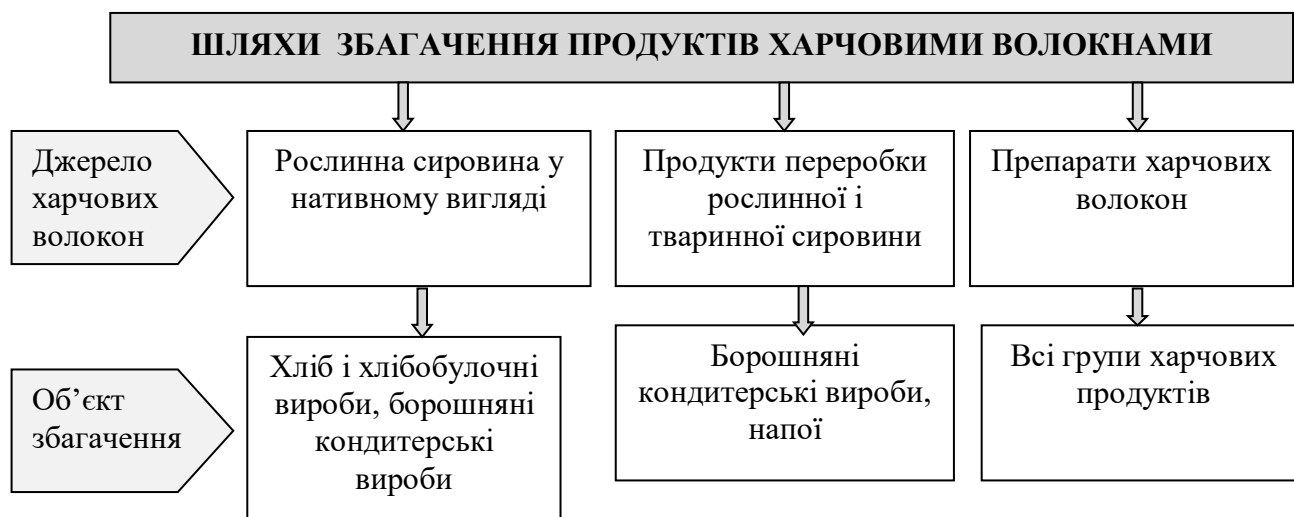 ШЛЯХИ ЗБАГАЧЕННЯ ПРОДУКТІВ ХАРЧОВИМИ ВОЛОКНАМИ
Джерело
харчових
волокон
Рослинна сировина у
нативному вигляді
Продукти переробки
рослинної і
тваринної сировини
Препарати харчових
волокон
Об’єкт
збагачення
Хліб і хлібобулочні
вироби, борошняні
кондитерські
вироби
Борошняні
кондитерські вироби,
напої
Всі групи харчових
продуктів